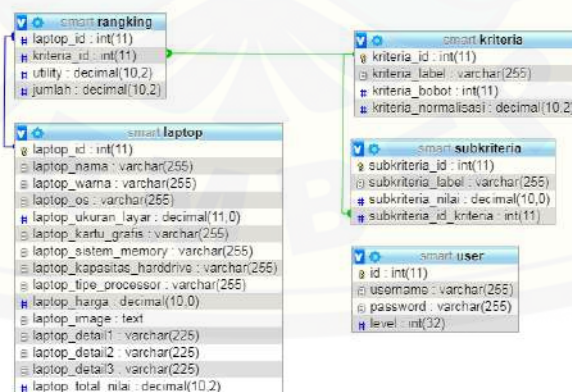 smart rangking
laptop_id : int(11)
kriteria_id : int(11)
utility : decimal(10,2)
jumlah : decimal(10,2)
smart laptop
laptop_id : int(11)
laptop_nama : varchar(255)
laptop_warna : varchar(255)
laptop_os : varchar(255)
laptop_ukuran_layar : decimal(11,0)
laptop_kartu_grafis : varchar(255)
laptop_sistem_memory : varchar(255)
laptop_kapasitas_harddrive : varchar(255)
laptop_tipe_processor : varchar(255)
laptop_harga : decimal(10,0)
laptop_image : text
laptop_detail1 : varchar(225)
laptop_detail2 : varchar(225)
laptop_detail3 : varchar(225)
laptop_total_nilai : decimal(10,2)
smart kriteria
kriteria_id : int(11)
kriteria_label : varchar(255)
kriteria_bobot : int(11)
kriteria_normalisasi : decimal(10,2)
smart subkriteria
subkriteria_id : int(11)
subkriteria_label : varchar(255)
subkriteria_nilai : decimal(10,0)
subkriteria_id_kriteria : int(11)
smart user
id : int(11)
username : varchar(255)
password : varchar(255)
level : int(32)